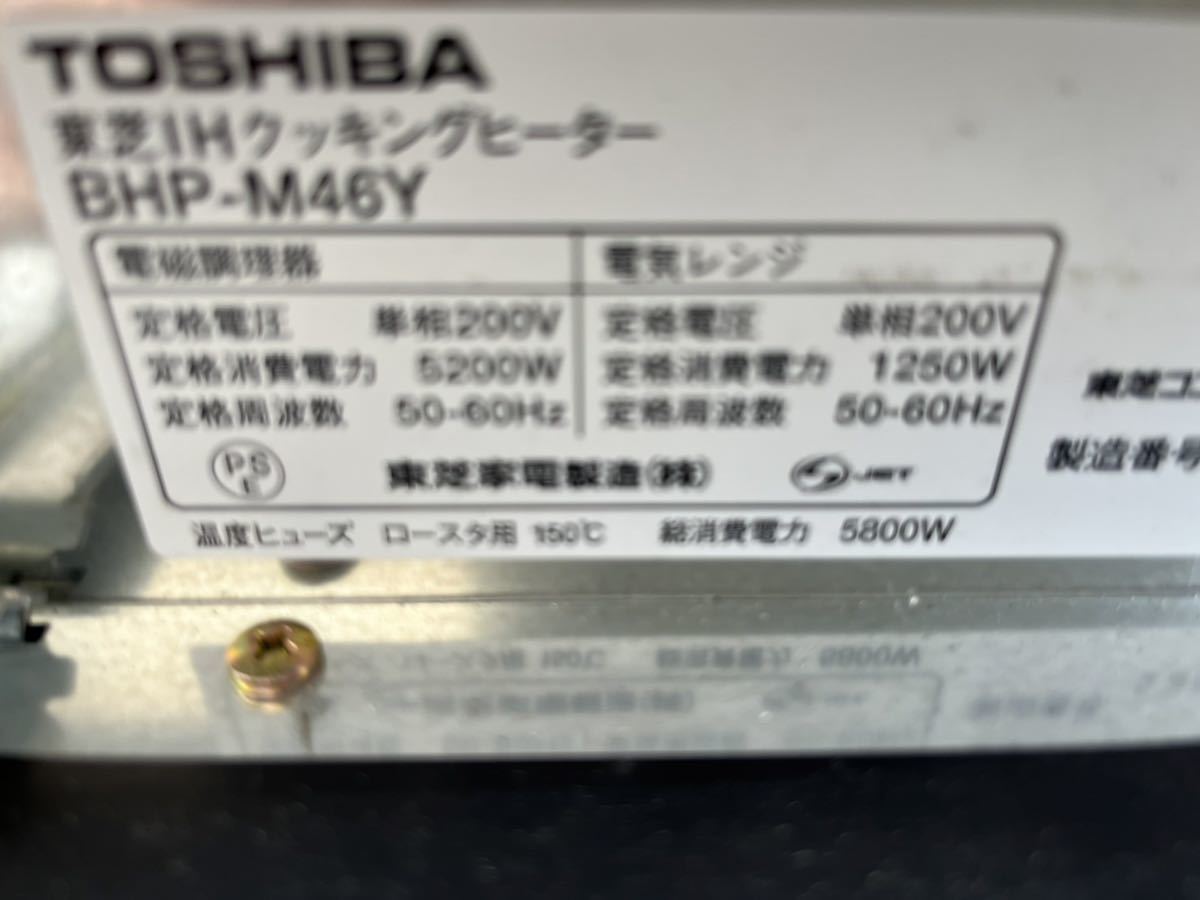 TOSHIBA
東芝IHクッキングヒーター
BHP-M46Y
電磁調理器 電気レンジ
定格電圧 単相200V 定格電圧 単相200V
定格消費電力 5200W 定格消費電力 1250W
定格周波数 50-60Hz 定格周波数 50-60Hz
東芝コ
PS E 東芝家電製造(株) JET
製造番号
温度ヒューズ ロースタ用 150℃ 総消費電力 5800W